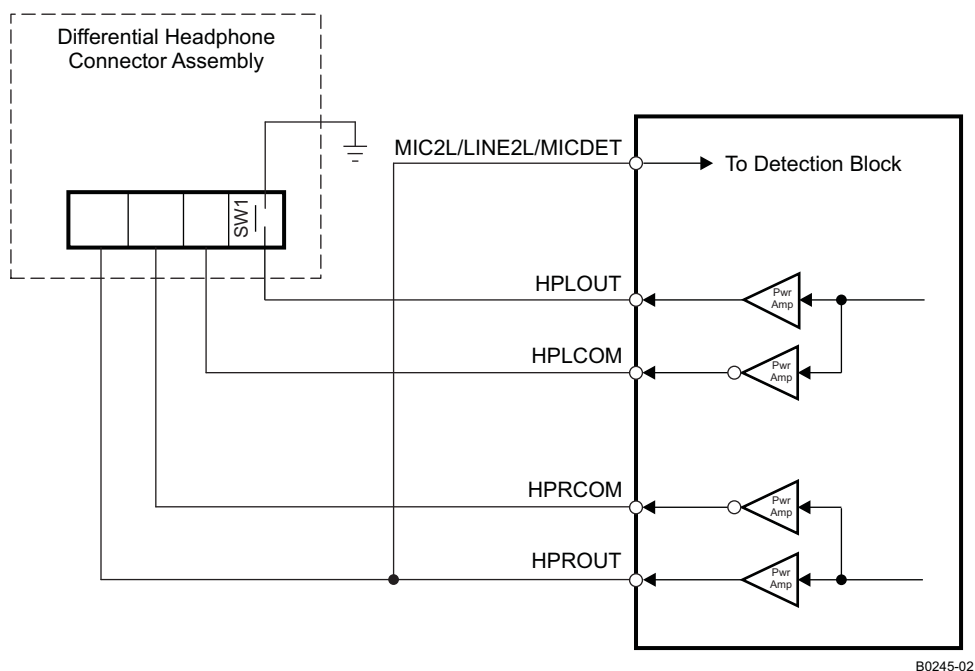 Differential Headphone
Connector Assembly
MIC2L/LINE2L/MICDET
To Detection Block
SW1
HPLOUT
Pwr
Amp
HPLCOM
Pwr
Amp
HPRCOM
Pwr
Amp
HPROUT
Pwr
Amp
B0245-02